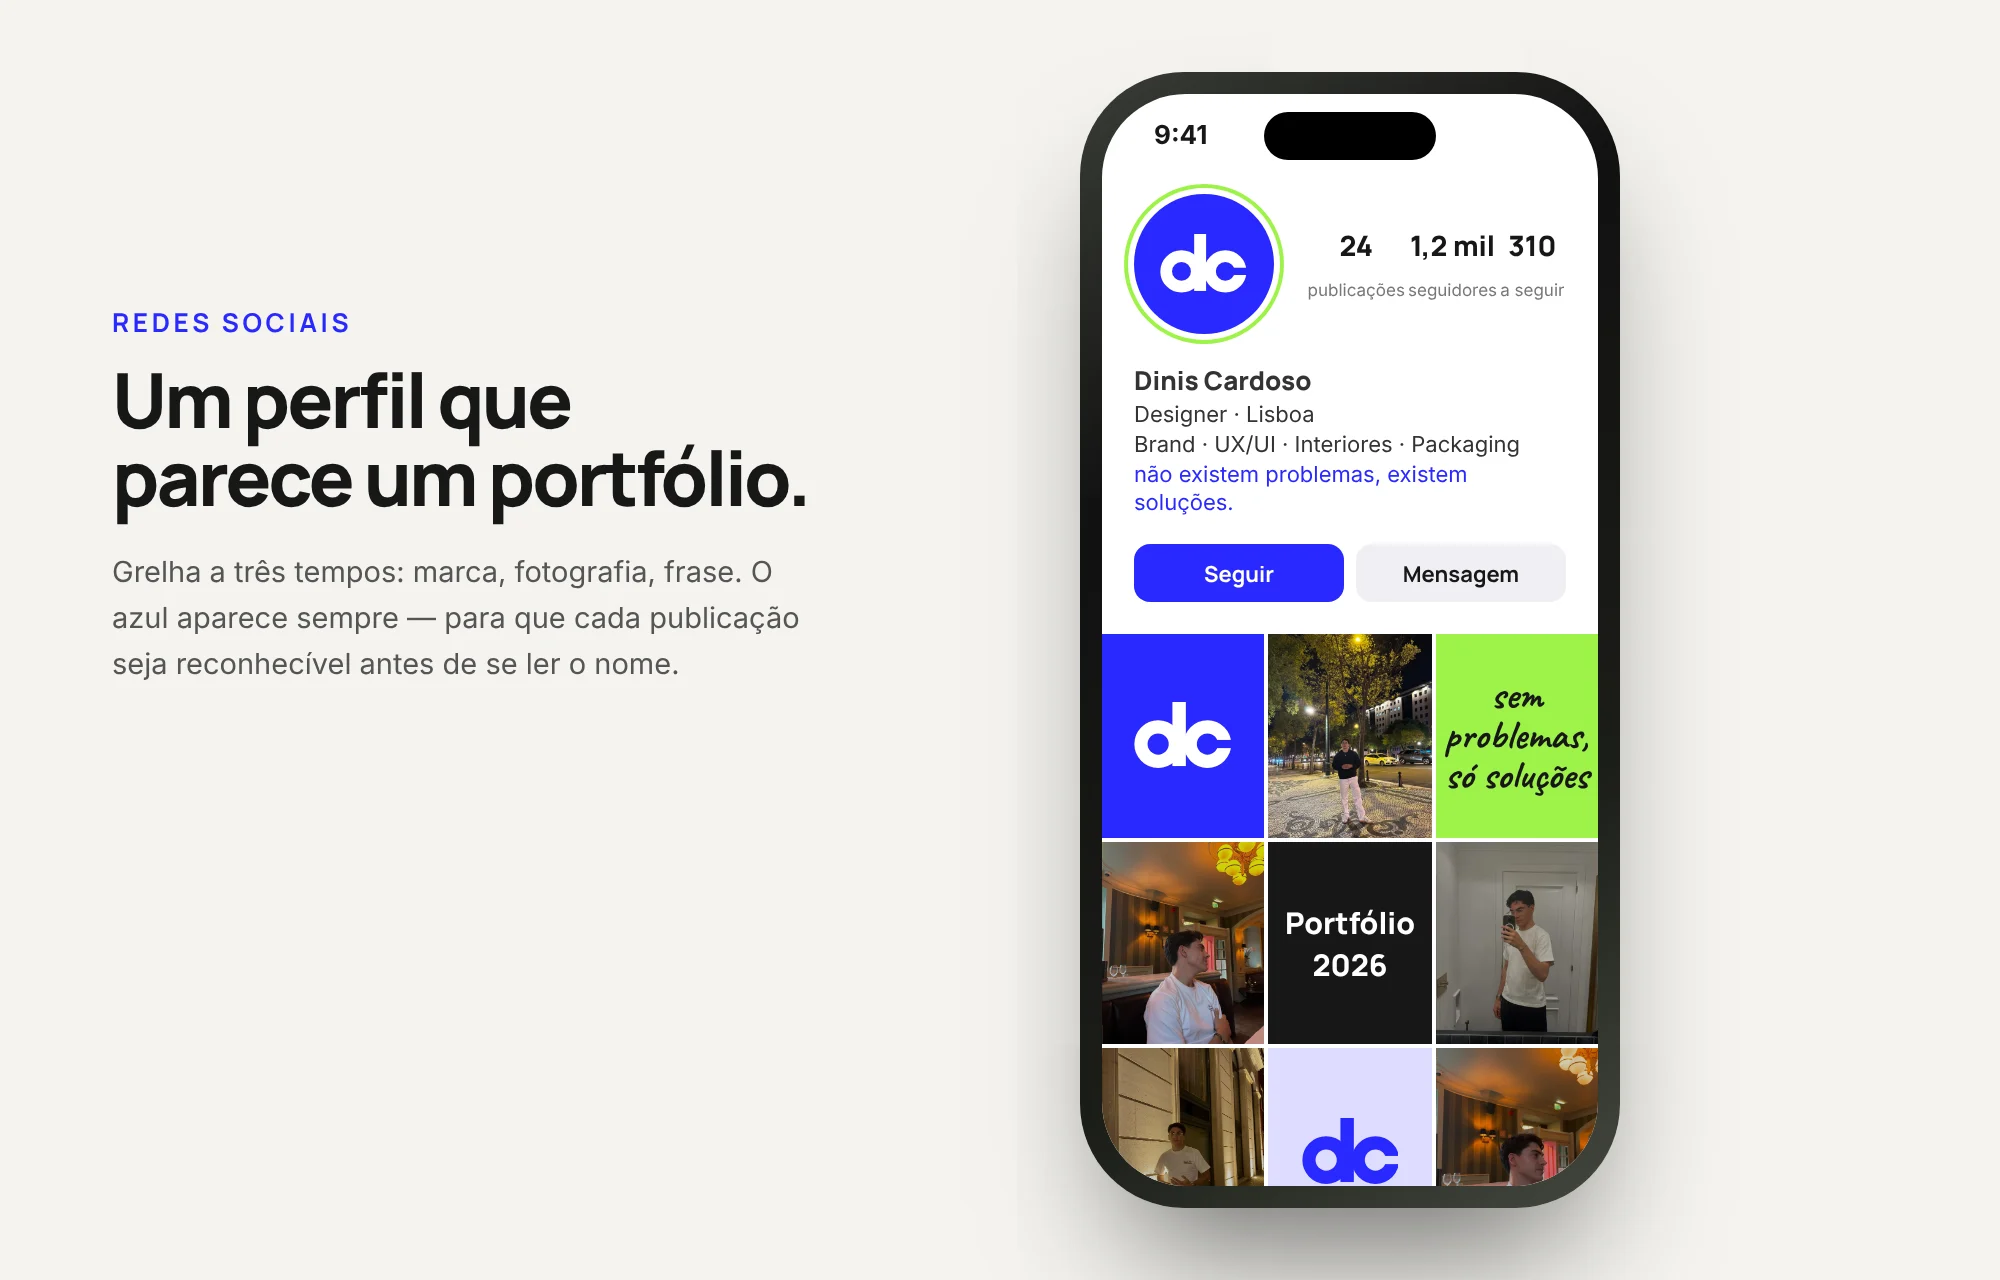 REDES SOCIAIS
Um perfil que
parece um portfólio.
Grelha a três tempos: marca, fotografia, frase. O
azul aparece sempre — para que cada publicação
seja reconhecível antes de se ler o nome.
9:41
dc
24 1,2 mil 310
publicações seguidores a seguir
Dinis Cardoso
Designer · Lisboa
Brand · UX/UI · Interiores · Packaging
não existem problemas, existem
soluções.
Seguir Mensagem
dc
sem
problemas,
só soluções
Portfólio
2026
dc